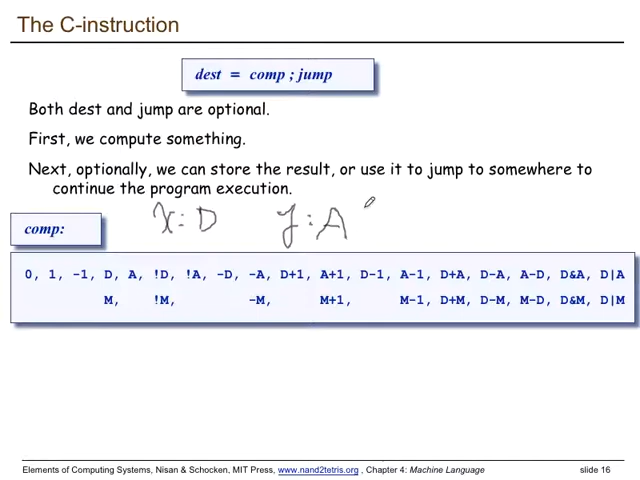 The C-instruction
dest = comp ; jump
Both dest and jump are optional.
First, we compute something.
Next, optionally, we can store the result, or use it to jump to somewhere to
continue the program execution.
x : D y : A
comp:
0, 1, -1, D, A, !D, !A, -D, -A, D+1, A+1, D-1, A-1, D+A, D-A, A-D, D&A, D|A
M, !M, -M, M+1, M-1, D+M, D-M, M-D, D&M, D|M
Elements of Computing Systems, Nisan & Schocken, MIT Press, www.nand2tetris.org , Chapter 4: Machine Language slide 16